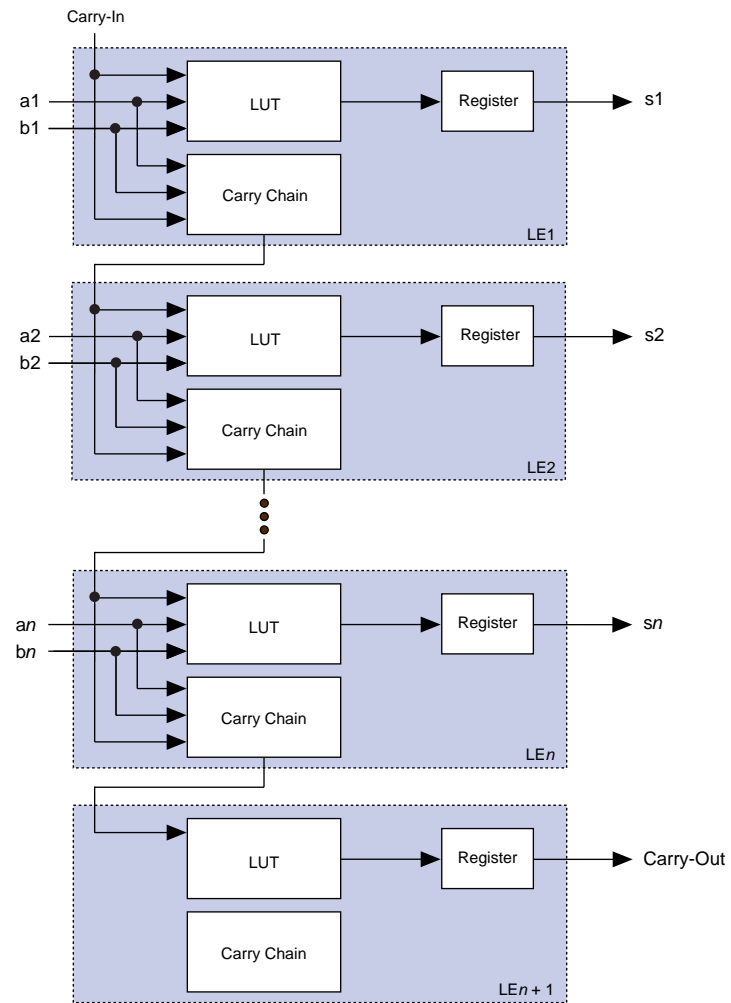 Carry-In
a1
b1
LUT
Register
s1
Carry Chain
LE1
a2
b2
LUT
Register
s2
Carry Chain
LE2
an
bn
LUT
Register
sn
Carry Chain
LEn
LUT
Register
Carry-Out
Carry Chain
LEn + 1